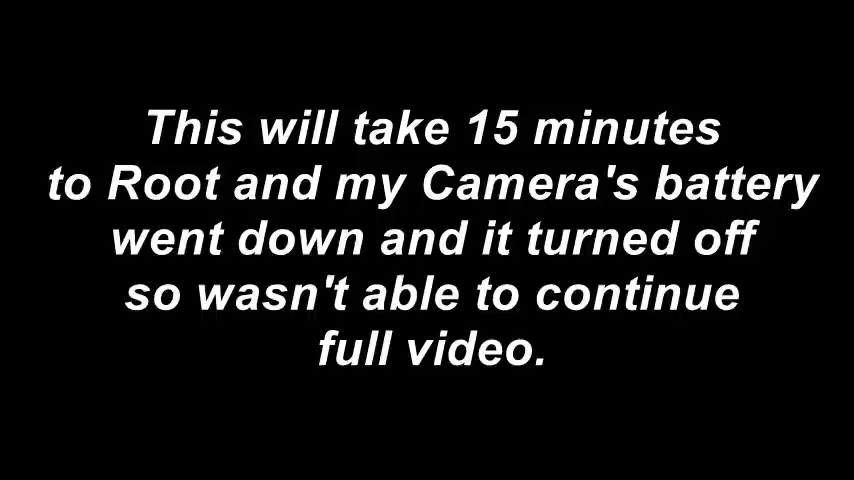 This will take 15 minutes
to Root and my Camera's battery
went down and it turned off
so wasn't able to continue
full video.